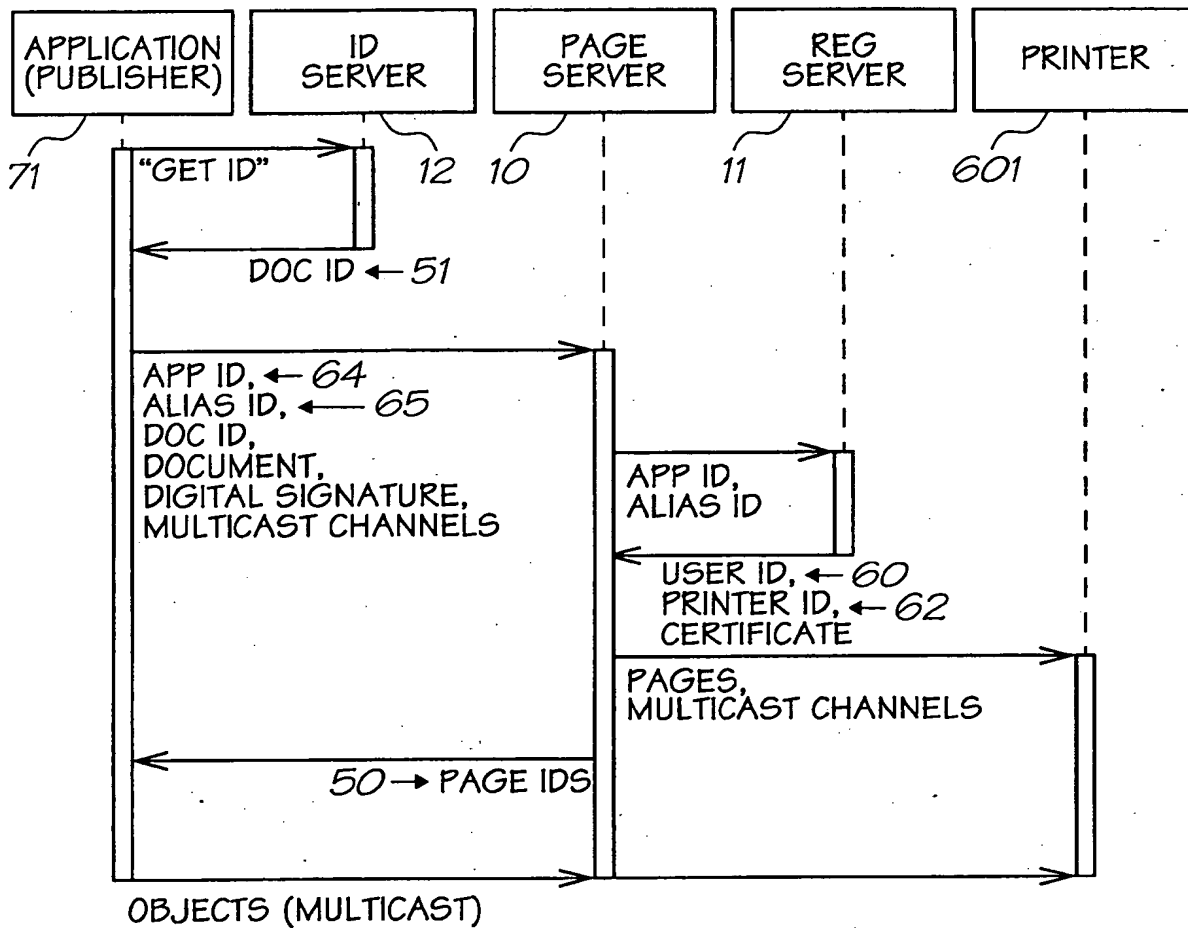 APPLICATION
(PUBLISHER)
ID
SERVER
PAGE
SERVER
REG
SERVER
PRINTER
71
12
10
11
601
“GET ID”
DOC ID ← 51
APP ID, ← 64
ALIAS ID, ← 65
DOC ID,
DOCUMENT,
DIGITAL SIGNATURE,
MULTICAST CHANNELS
APP ID,
ALIAS ID
USER ID, ← 60
PRINTER ID, ← 62
CERTIFICATE
PAGES,
MULTICAST CHANNELS
50 → PAGE IDS
OBJECTS (MULTICAST)